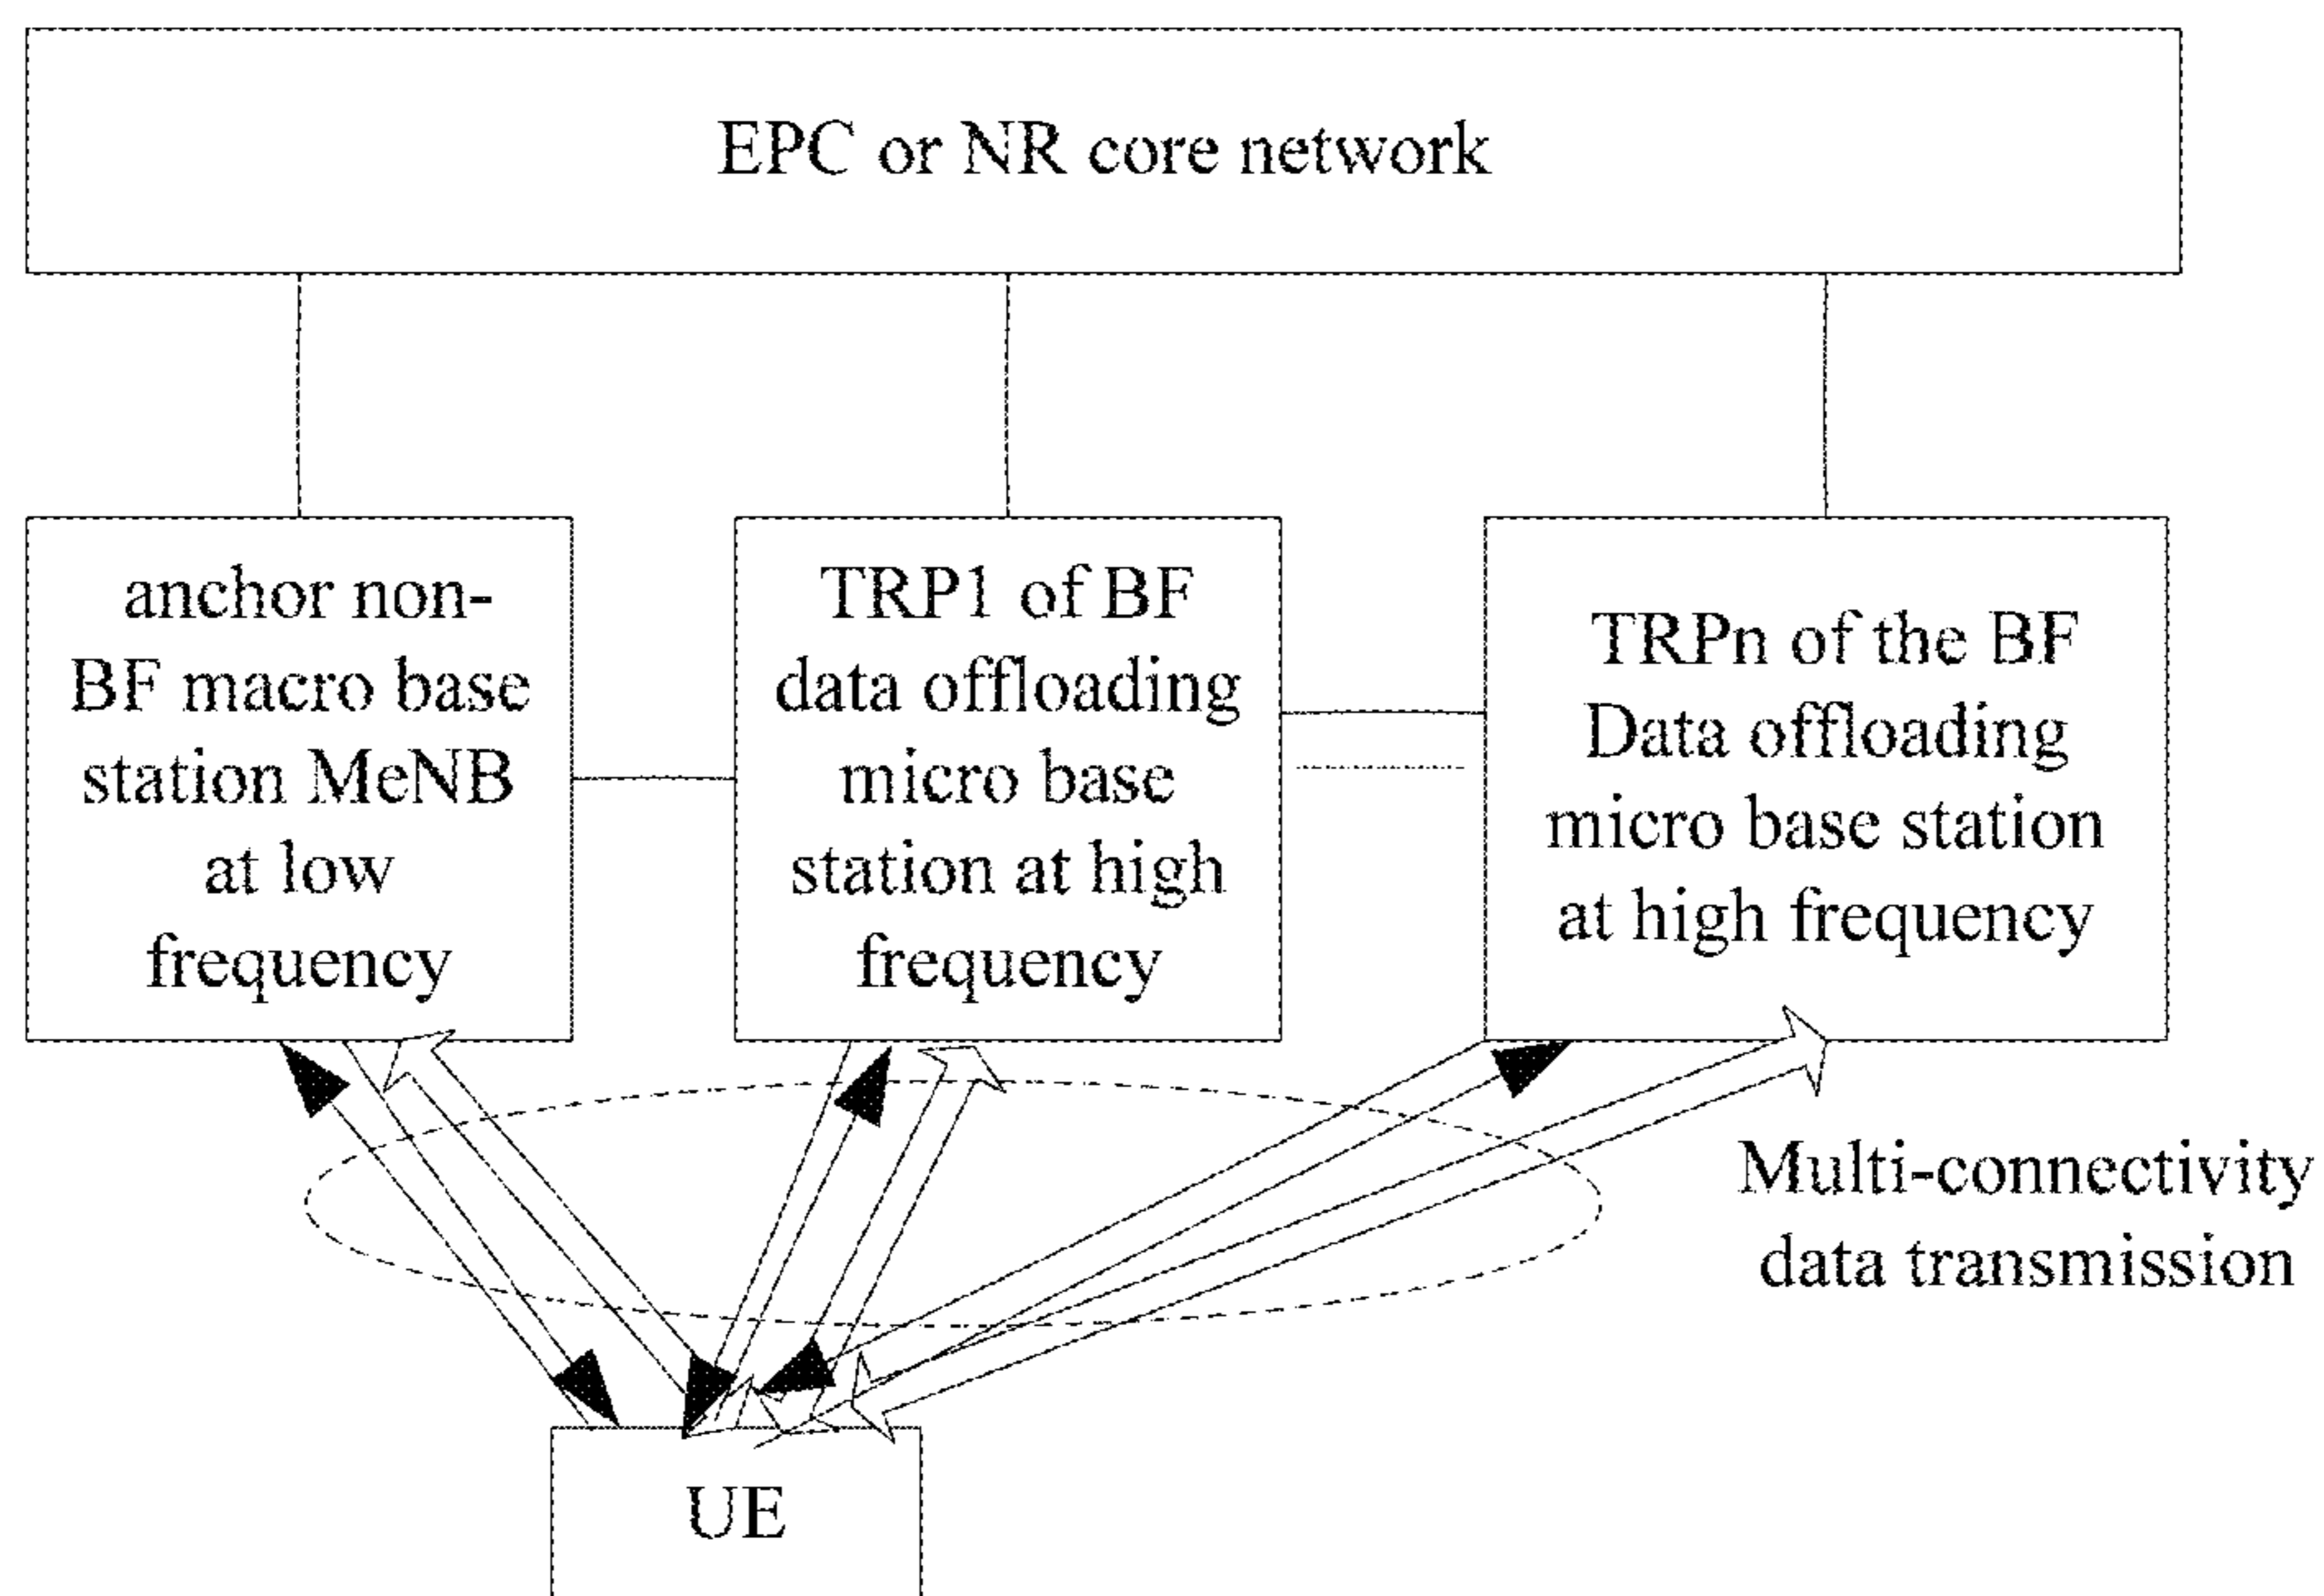 EPC or NR core network
anchor non-
BF macro base
station MeNB
at low
frequency
TRP1 of BF
data offloading
micro base
station at high
frequency
TRPn of the BF
Data offloading
micro base station
at high frequency
Multi-connectivity
data transmission
UE